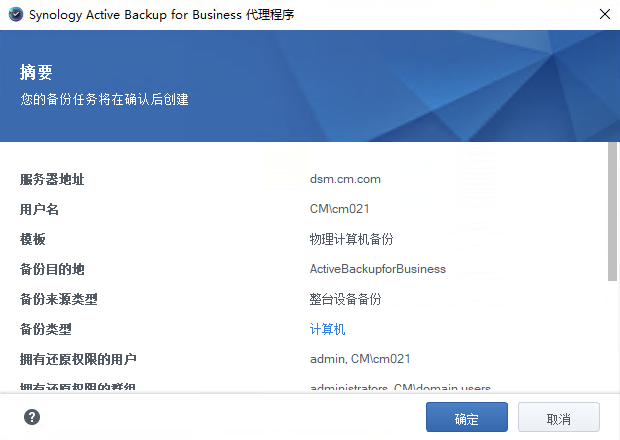 Synology Active Backup for Business 代理程序
摘要
您的备份任务将在确认后创建
服务器地址 dsm.cm.com
用户名 CM\cm021
模板 物理计算机备份
备份目的地 ActiveBackupforBusiness
备份来源类型 整台设备备份
备份类型 计算机
拥有还原权限的用户 admin, CM\cm021
拥有还原权限的群组 administrators, CM\domain users
?
确定 取消